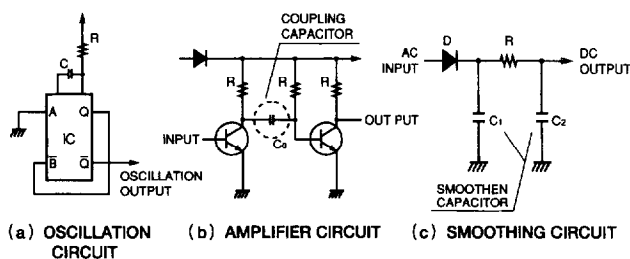 R
C
A
Q
IC
B̅
Q̅
OSCILLATION
OUTPUT
(a) OSCILLATION
CIRCUIT
COUPLING
CAPACITOR
R
R
R
INPUT
OUT PUT
(b) AMPLIFIER CIRCUIT
AC
INPUT
D
R
DC
OUTPUT
C1
C2
SMOOTHEN
CAPACITOR
(c) SMOOTHING CIRCUIT